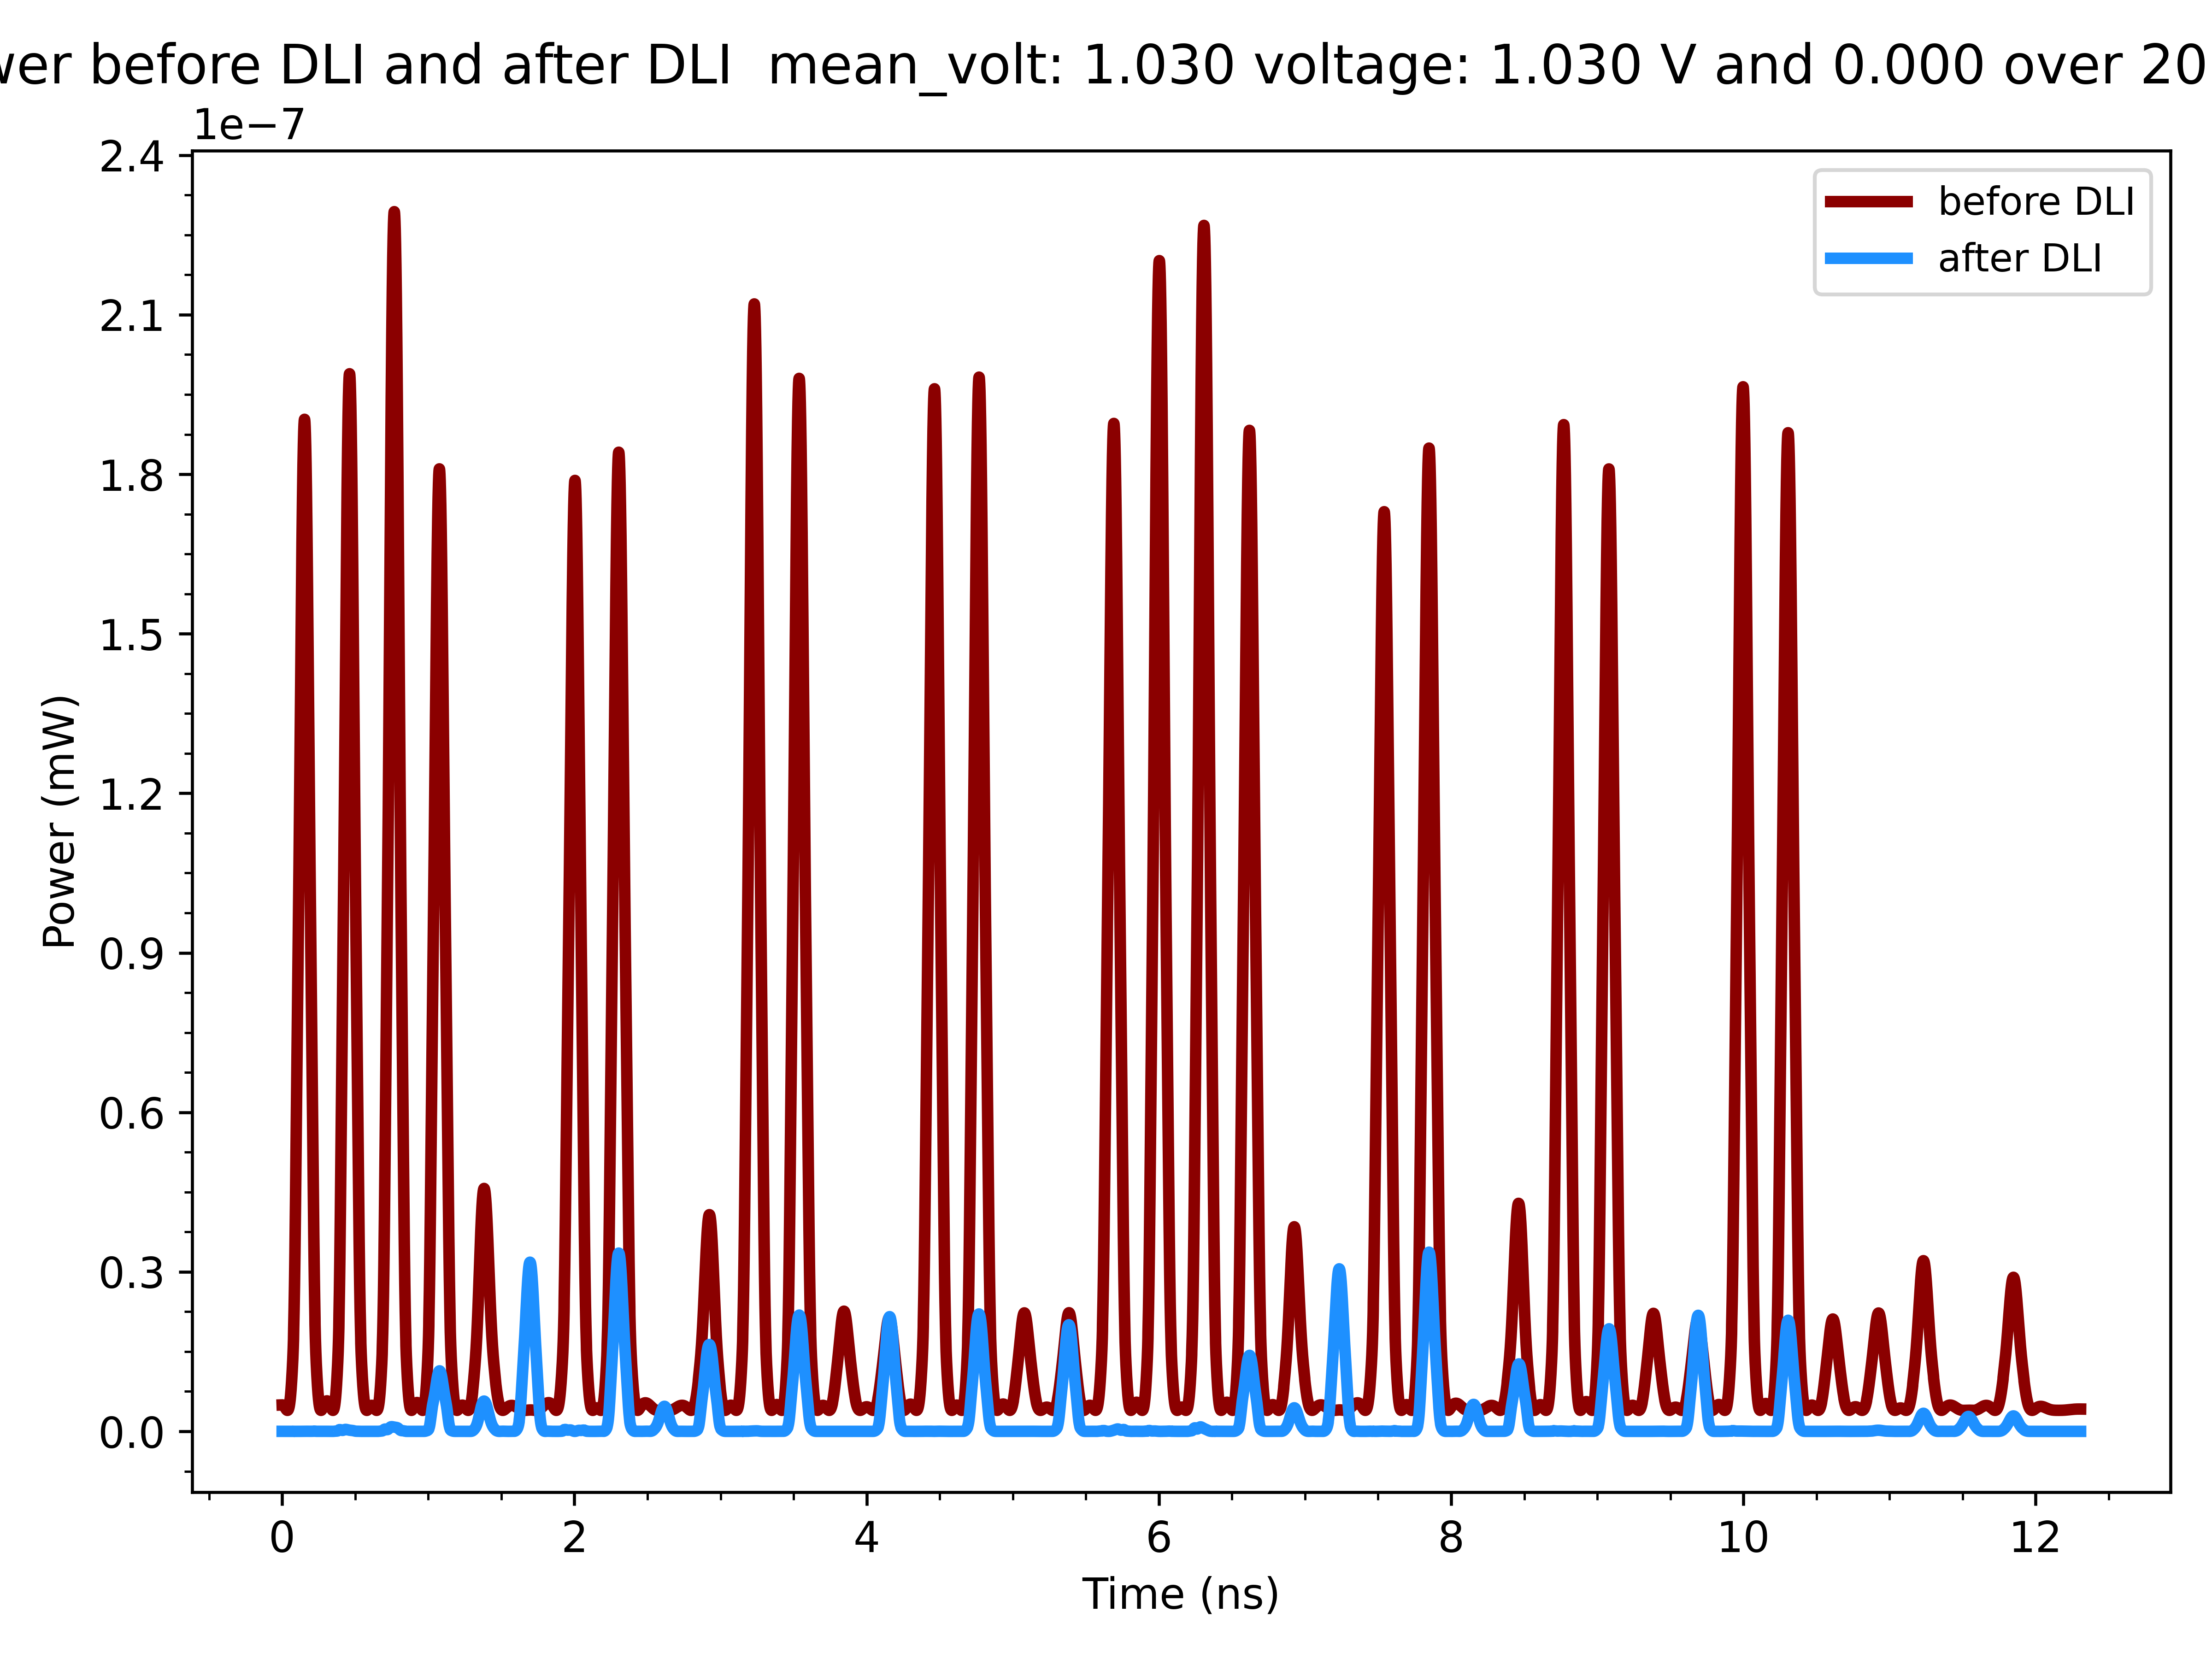 wer before DLI and after DLI  mean_volt: 1.030 voltage: 1.030 V and 0.000 over 20
1e−7
2.4
2.1
1.8
1.5
1.2
0.9
0.6
0.3
0.0
Power (mW)
before DLI
after DLI
0 2 4 6 8 10 12
Time (ns)